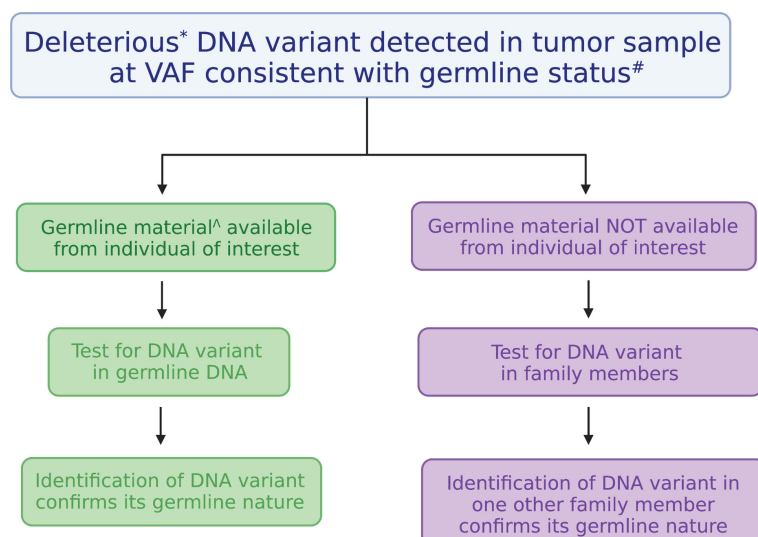 Deleterious* DNA variant detected in tumor sample
at VAF consistent with germline status#
Germline material^ available
from individual of interest
Germline material NOT available
from individual of interest
Test for DNA variant
in germline DNA
Test for DNA variant
in family members
Identification of DNA variant
confirms its germline nature
Identification of DNA variant in
one other family member
confirms its germline nature